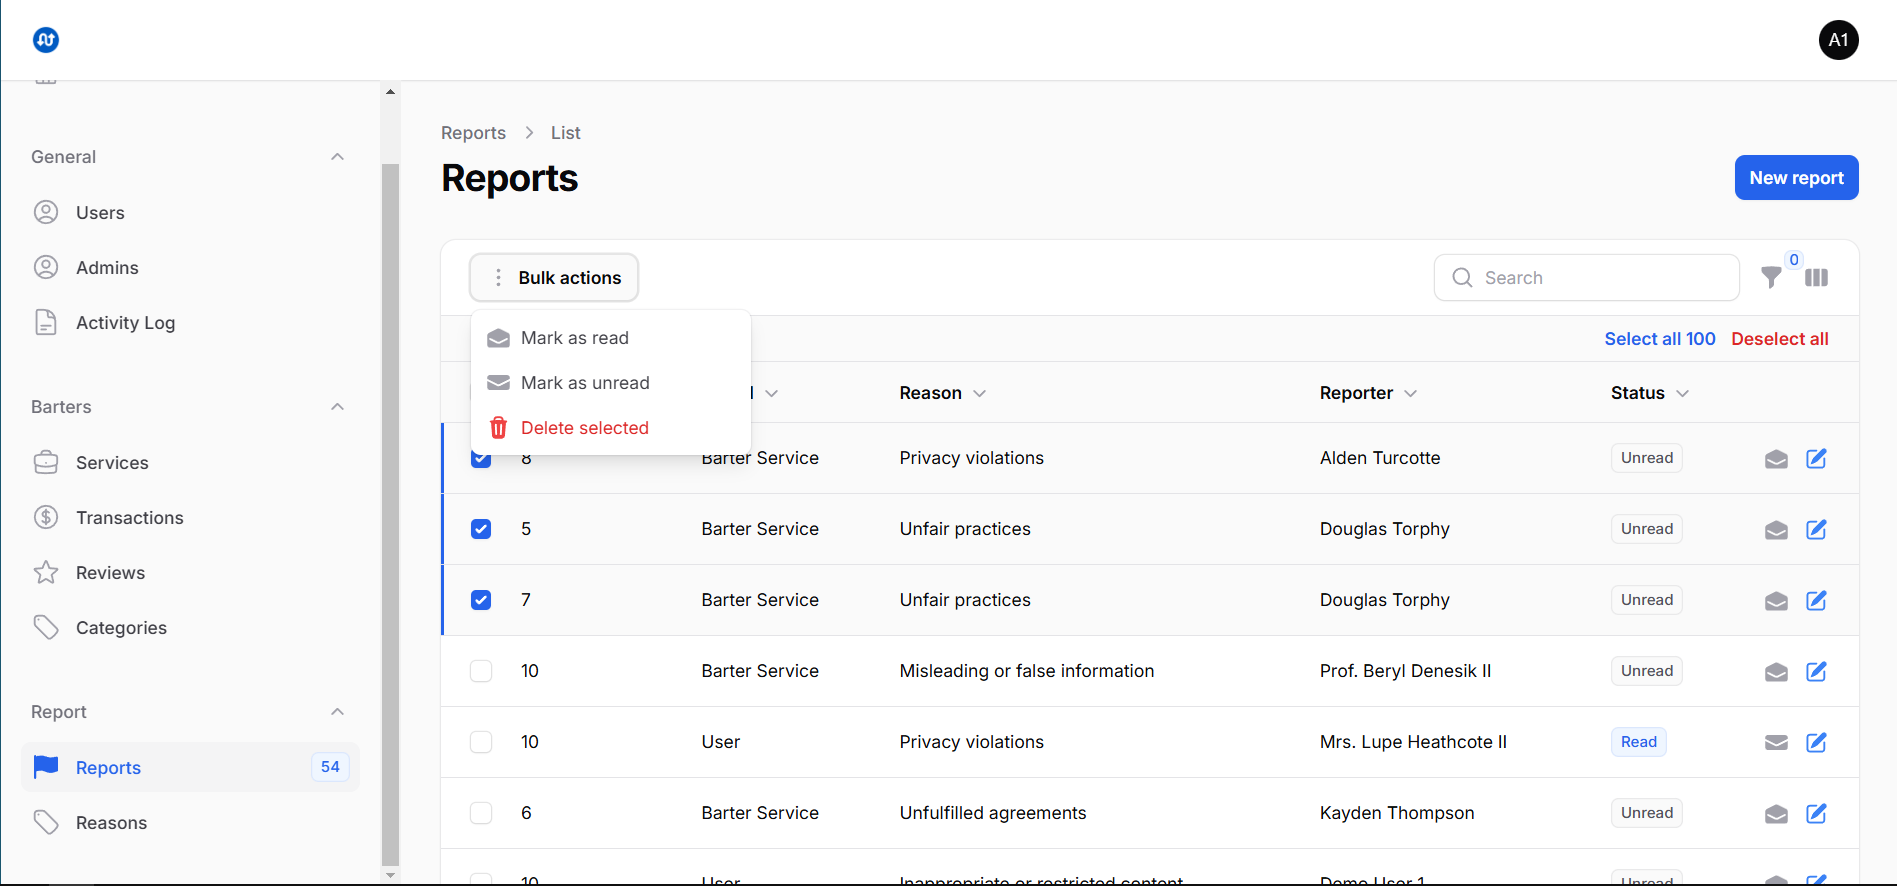 A1
General
Users
Admins
Activity Log
Barters
Services
Transactions
Reviews
Categories
Report
Reports 54
Reasons
Reports > List
Reports
New report
Bulk actions
Search
0
Mark as read
Mark as unread
Delete selected
Select all 100 Deselect all
Reason Reporter Status
8 Barter Service Privacy violations Alden Turcotte Unread
5 Barter Service Unfair practices Douglas Torphy Unread
7 Barter Service Unfair practices Douglas Torphy Unread
10 Barter Service Misleading or false information Prof. Beryl Denesik II Unread
10 User Privacy violations Mrs. Lupe Heathcote II Read
6 Barter Service Unfulfilled agreements Kayden Thompson Unread
10 User Inappropriate or restricted content Demo User 1 Unread